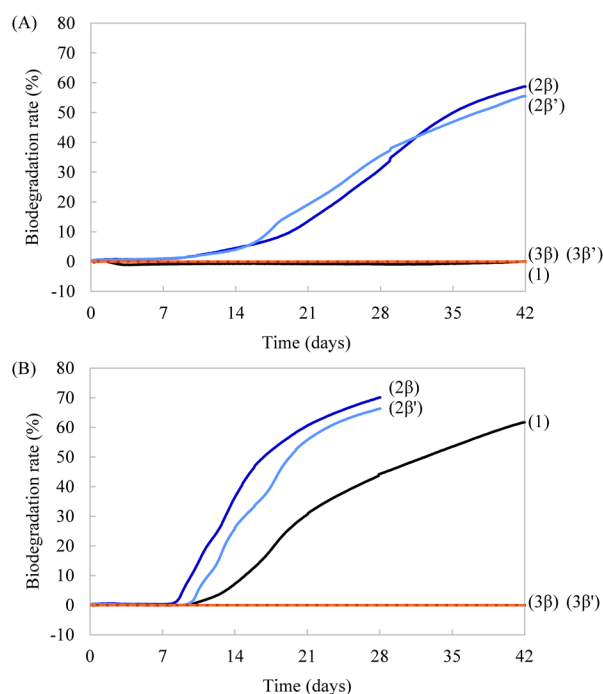 (A)
80
70
60
50
40
30
20
10
0
-10
Biodegradation rate (%)
(2β)
(2β’)
(3β) (3β’)
(1)
0 7 14 21 28 35 42
Time (days)
(B)
80
70
60
50
40
30
20
10
0
-10
Biodegradation rate (%)
(2β)
(2β')
(1)
(3β) (3β')
0 7 14 21 28 35 42
Time (days)